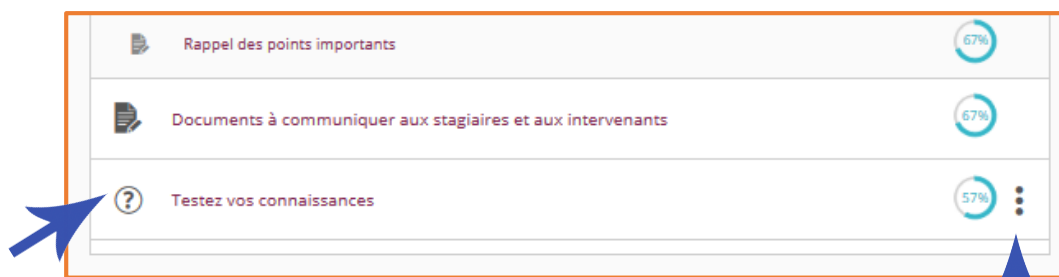 Rappel des points importants 67%
Documents à communiquer aux stagiaires et aux intervenants 67%
? Testez vos connaissances 57%